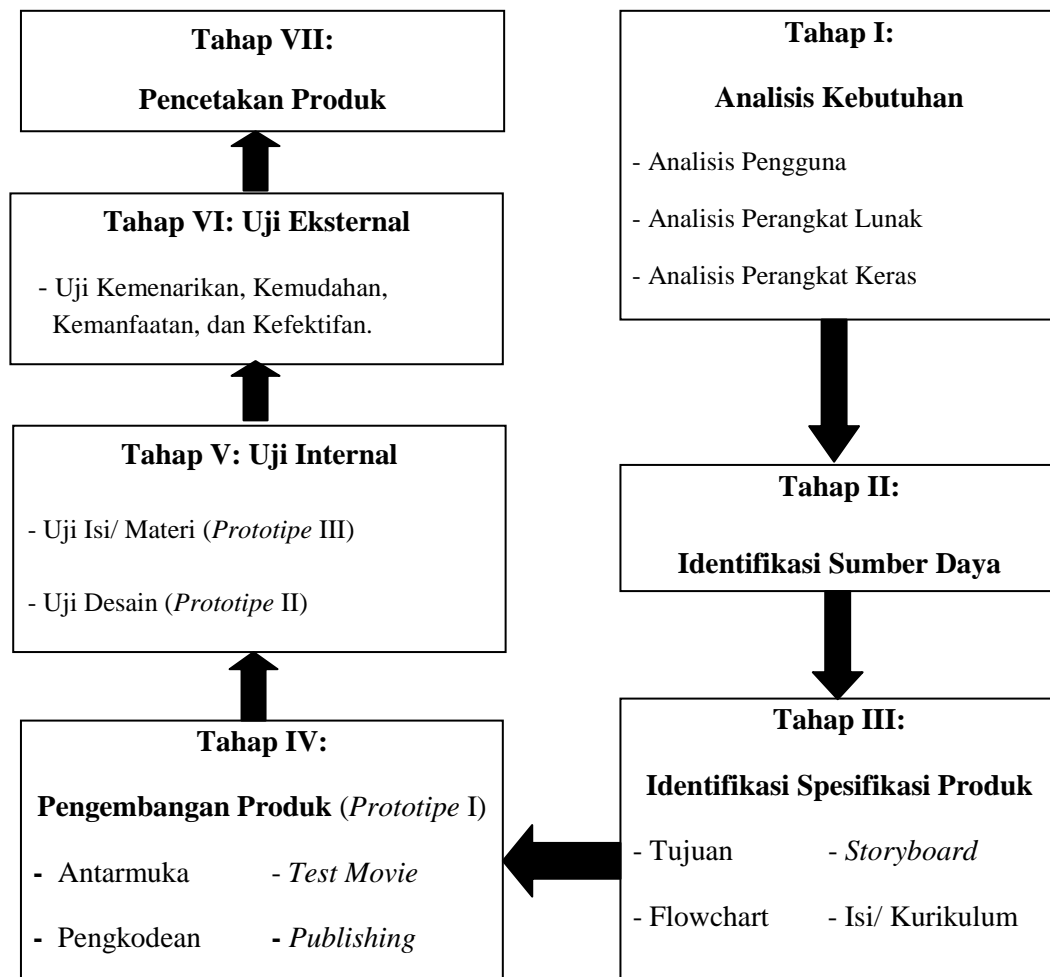 Tahap I:
Analisis Kebutuhan
- Analisis Pengguna
- Analisis Perangkat Lunak
- Analisis Perangkat Keras
Tahap II:
Identifikasi Sumber Daya
Tahap III:
Identifikasi Spesifikasi Produk
- Tujuan - Storyboard
- Flowchart - Isi/ Kurikulum
Tahap IV:
Pengembangan Produk (Prototipe I)
- Antarmuka - Test Movie
- Pengkodean - Publishing
Tahap V: Uji Internal
- Uji Isi/ Materi (Prototipe III)
- Uji Desain (Prototipe II)
Tahap VI: Uji Eksternal
- Uji Kemenarikan, Kemudahan,
Kemanfaatan, dan Kefektifan.
Tahap VII:
Pencetakan Produk